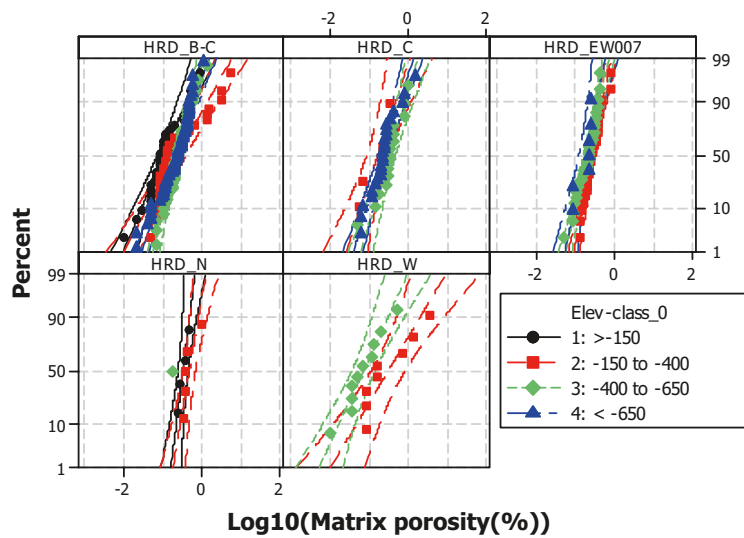 -2 0 2
HRD_B-C HRD_C HRD_EW007
99
90
50
10
1
HRD_N HRD_W
99
90
50
10
1
Percent
Elev-class_0
1: >-150
2: -150 to -400
3: -400 to -650
4: < -650
-2 0 2
-2 0 2
Log10(Matrix porosity(%))